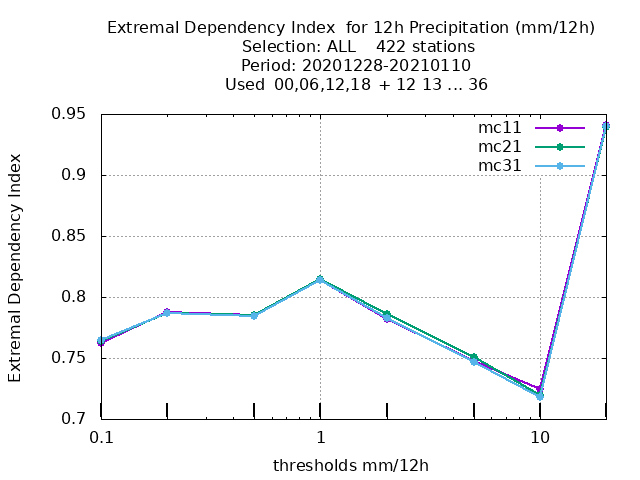 Extremal Dependency Index  for 12h Precipitation (mm/12h)
Selection: ALL    422 stations
Period: 20201228-20210110
Used  00,06,12,18  + 12 13 ... 36
0.95
0.9
0.85
0.8
0.75
0.7
Extremal Dependency Index
mc11
mc21
mc31
0.1
1
10
thresholds mm/12h